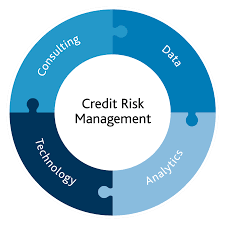 Consulting
Data
Credit Risk
Management
Technology
Analytics